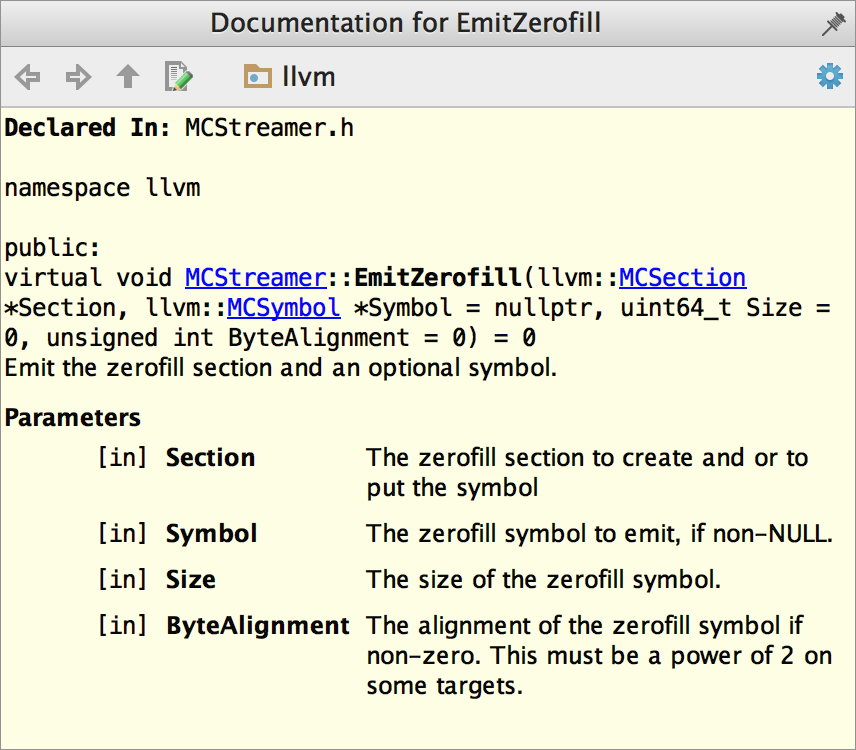 Documentation for EmitZerofill
llvm
Declared In: MCStreamer.h
namespace llvm
public:
virtual void MCStreamer::EmitZerofill(llvm::MCSection
*Section, llvm::MCSymbol *Symbol = nullptr, uint64_t Size =
0, unsigned int ByteAlignment = 0) = 0
Emit the zerofill section and an optional symbol.
Parameters
[in] Section The zerofill section to create and or to
put the symbol
[in] Symbol The zerofill symbol to emit, if non-NULL.
[in] Size The size of the zerofill symbol.
[in] ByteAlignment The alignment of the zerofill symbol if
non-zero. This must be a power of 2 on
some targets.